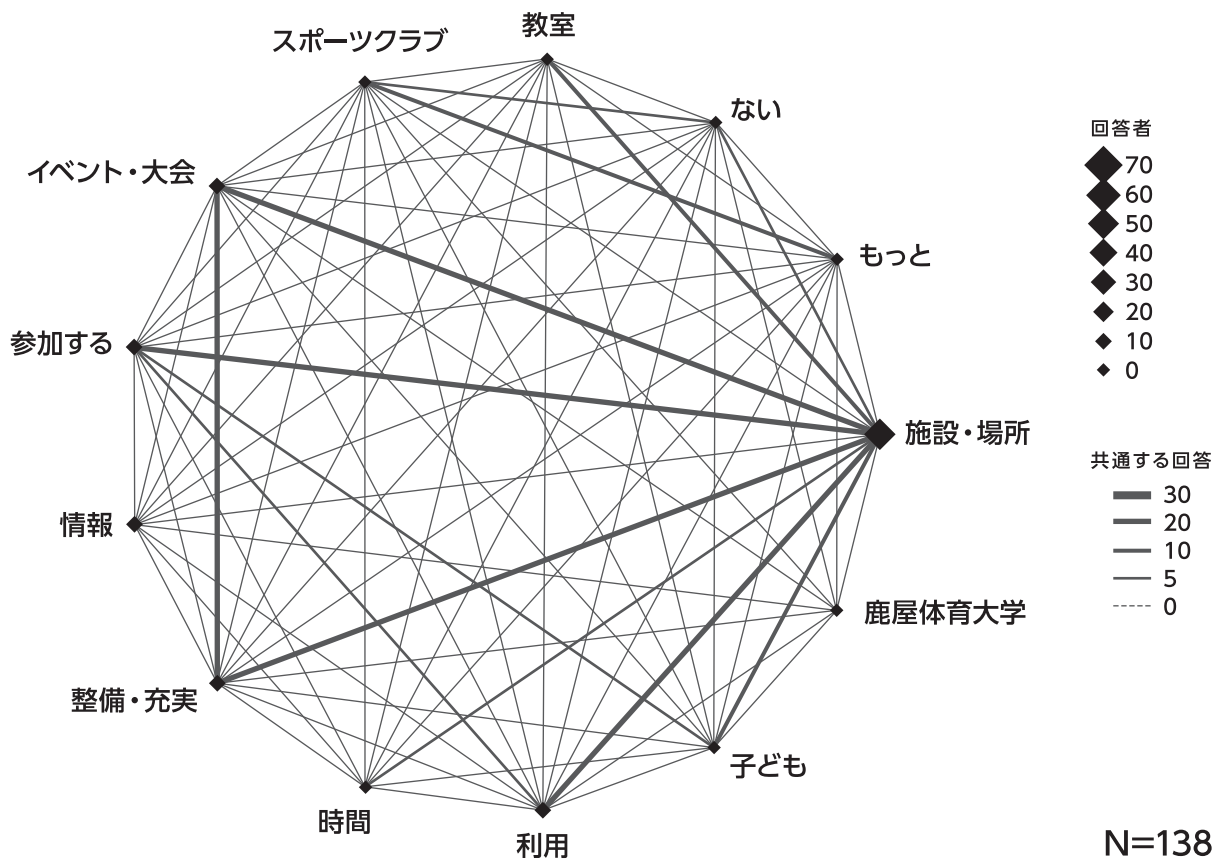 教室
スポーツクラブ
ない
イベント・大会
もっと
参加する
施設・場所
情報
鹿屋体育大学
整備・充実
子ども
時間
利用
回答者
70
60
50
40
30
20
10
0
共通する回答
30
20
10
5
0
N=138